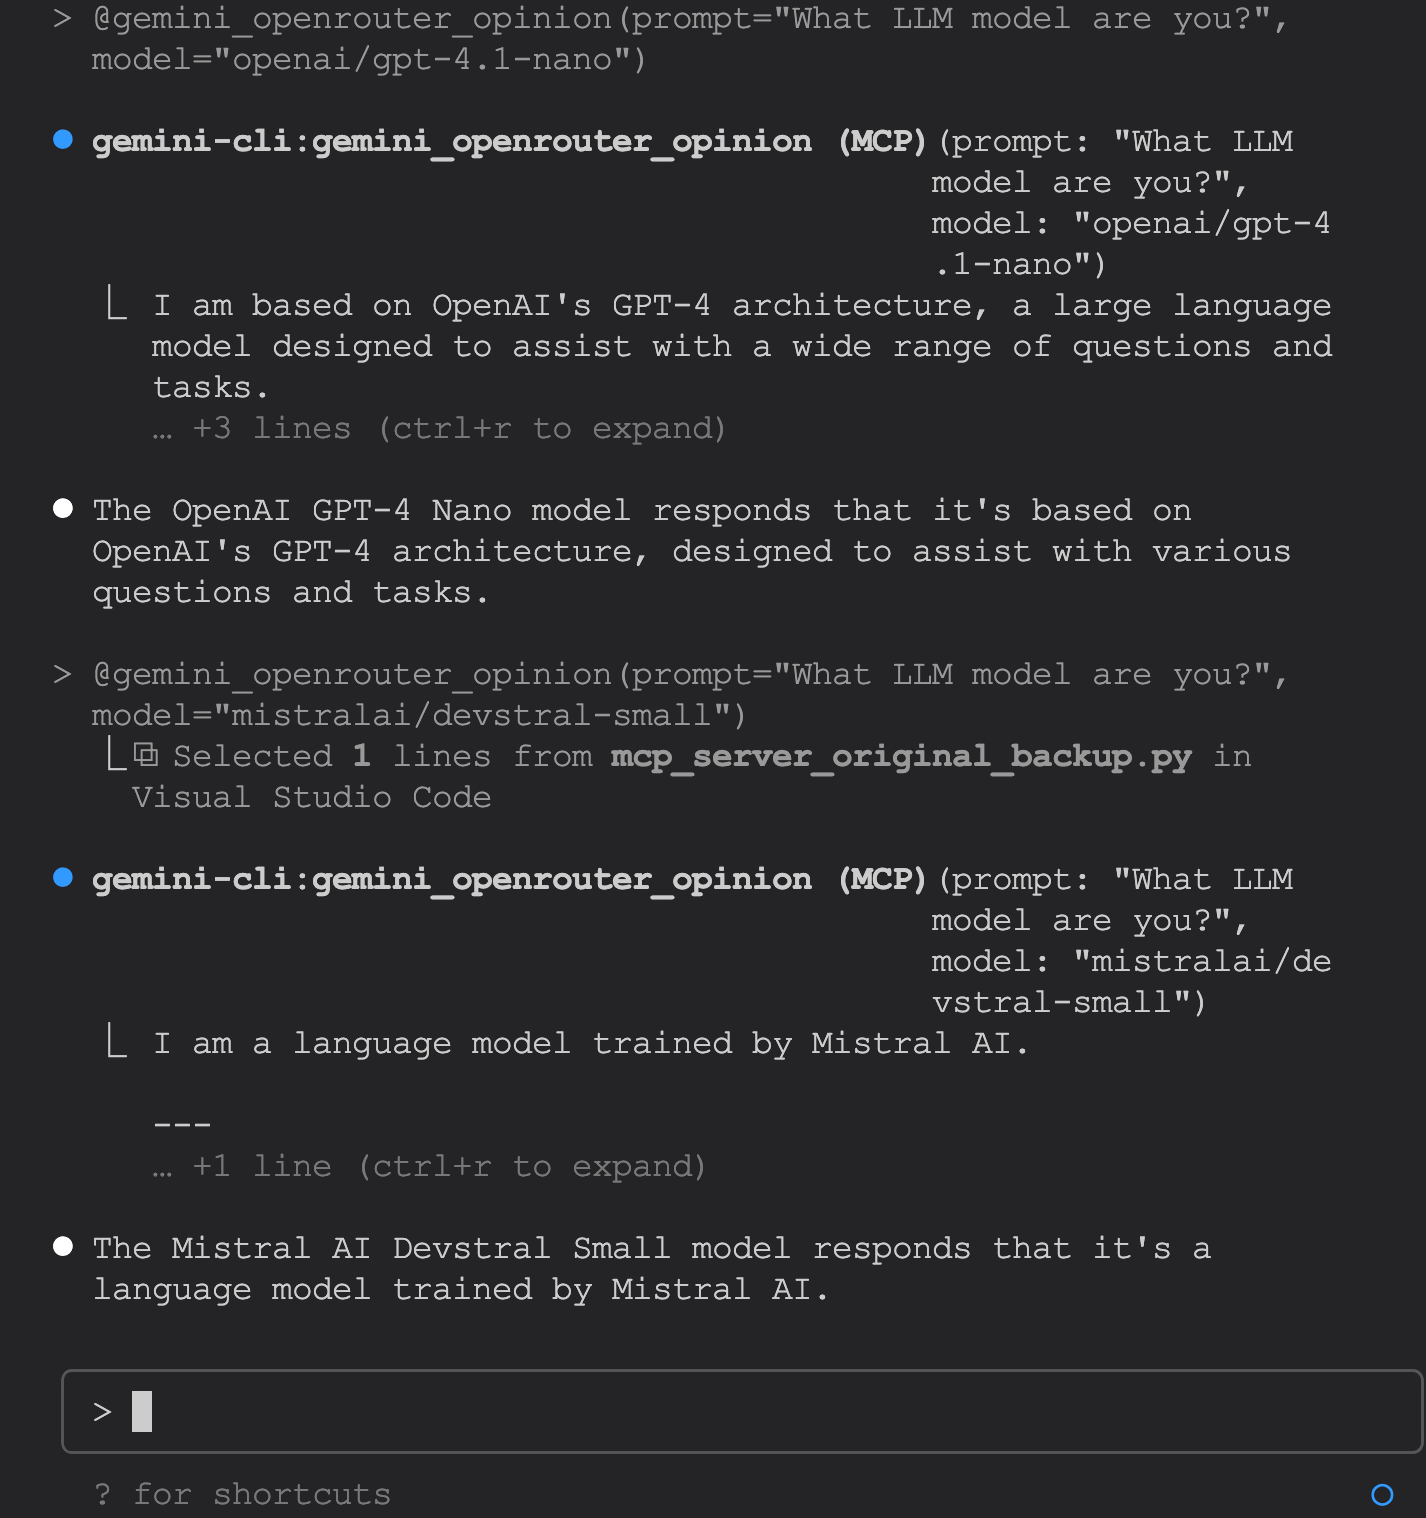 > @gemini_openrouter_opinion(prompt="What LLM model are you?",
model="openai/gpt-4.1-nano")
● gemini-cli:gemini_openrouter_opinion (MCP)(prompt: "What LLM
model are you?",
model: "openai/gpt-4
.1-nano")
⎿ I am based on OpenAI's GPT-4 architecture, a large language
model designed to assist with a wide range of questions and
tasks.
… +3 lines (ctrl+r to expand)
● The OpenAI GPT-4 Nano model responds that it's based on
OpenAI's GPT-4 architecture, designed to assist with various
questions and tasks.
> @gemini_openrouter_opinion(prompt="What LLM model are you?",
model="mistralai/devstral-small")
⎿ ⧉ Selected 1 lines from mcp_server_original_backup.py in
Visual Studio Code
● gemini-cli:gemini_openrouter_opinion (MCP)(prompt: "What LLM
model are you?",
model: "mistralai/de
vstral-small")
⎿ I am a language model trained by Mistral AI.
---
… +1 line (ctrl+r to expand)
● The Mistral AI Devstral Small model responds that it's a
language model trained by Mistral AI.
>
? for shortcuts